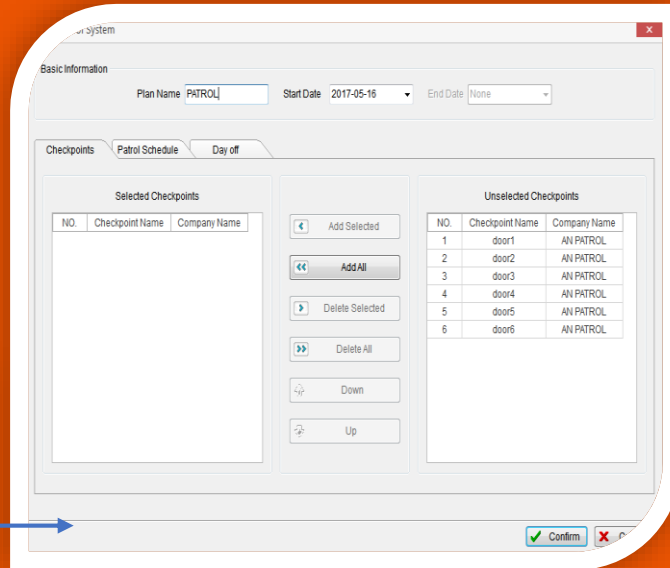 System
Basic Information
Plan Name PATROL Start Date 2017-05-16 End Date None
Checkpoints Patrol Schedule Day off
Selected Checkpoints
NO. Checkpoint Name Company Name
Add Selected
Add All
Delete Selected
Delete All
Down
Up
Unselected Checkpoints
NO. Checkpoint Name Company Name
1 door1 AN PATROL
2 door2 AN PATROL
3 door3 AN PATROL
4 door4 AN PATROL
5 door5 AN PATROL
6 door6 AN PATROL
Confirm